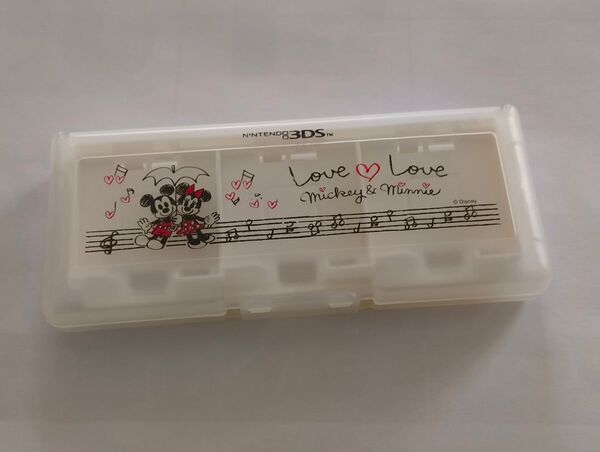 NINTENDO 3DS™
Love Love
Mickey & Minnie
© Disney